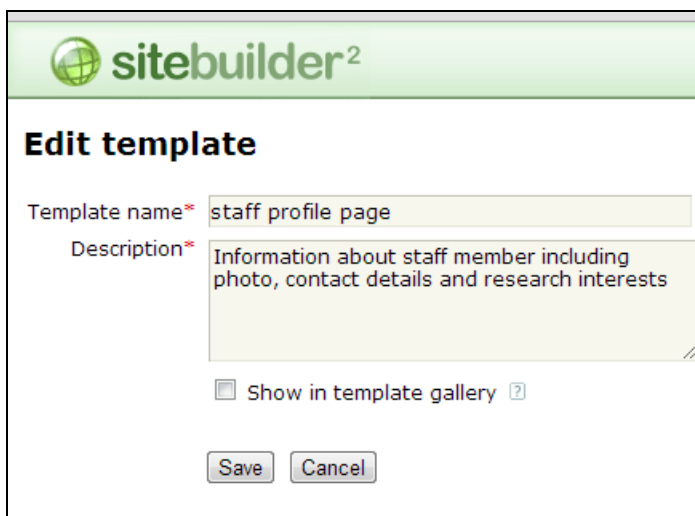 sitebuilder²
Edit template
Template name* staff profile page
Description* Information about staff member including
photo, contact details and research interests
Show in template gallery ?
Save Cancel